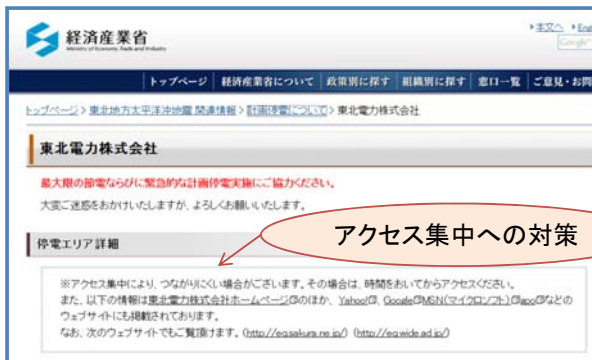 経済産業省
Ministry of Economy, Trade and Industry
本文へ
トップページ 経済産業省について 政策別に探す 組織別に探す 窓口一覧 ご意見・お問
トップページ > 東北地方太平洋沖地震 関連情報 > 計画停電について > 東北電力株式会社
東北電力株式会社
最大限の節電ならびに緊急的な計画停電実施にご協力ください。
大変ご迷惑をおかけいたしますが、よろしくお願いいたします。
アクセス集中への対策
停電エリア詳細
※アクセス集中により、つながりにくい場合がございます。その場合は、時間をおいてからアクセスください。
また、以下の情報は東北電力株式会社ホームページのほか、Yahoo!、Google、MSN(マイクロソフト)、gooなどの
ウェブサイトにも掲載されております。
なお、次のウェブサイトでもご覧頂けます。(http://eq.sakura.ne.jp/) (http://eq.wide.ad.jp/)